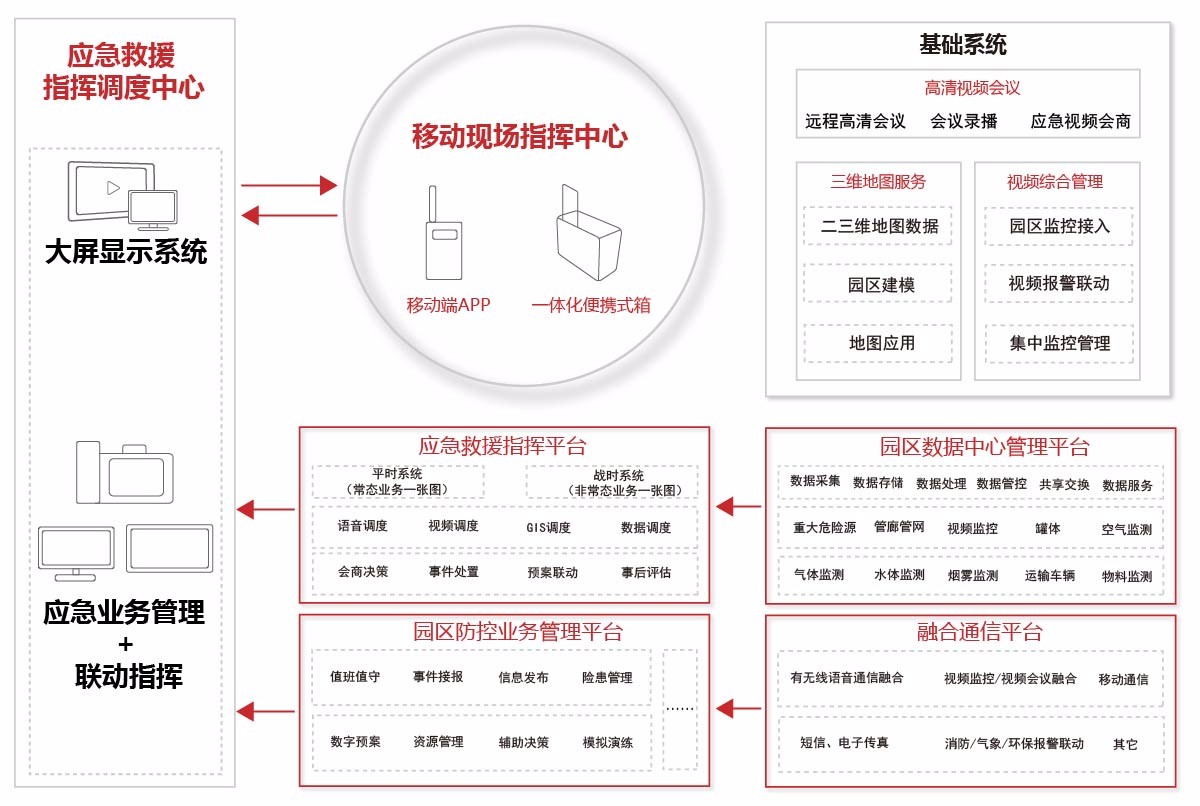 应急救援
指挥调度中心
大屏显示系统
应急业务管理
+
联动指挥
移动现场指挥中心
移动端APP
一体化便携式箱
基础系统
高清视频会议
远程高清会议 会议录播 应急视频会商
三维地图服务
二三维地图数据
园区建模
地图应用
视频综合管理
园区监控接入
视频报警联动
集中监控管理
应急救援指挥平台
平时系统
（常态业务一张图）
战时系统
（非常态业务一张图）
语音调度 视频调度 GIS调度 数据调度
会商决策 事件处置 预案联动 事后评估
园区数据中心管理平台
数据采集 数据存储 数据处理 数据管控 共享交换 数据服务
重大危险源 管廊管网 视频监控 罐体 空气监测
气体监测 水体监测 烟雾监测 运输车辆 物料监测
园区防控业务管理平台
值班值守 事件接报 信息发布 险患管理
数字预案 资源管理 辅助决策 模拟演练
......
融合通信平台
有无线语音通信融合 视频监控/视频会议融合 移动通信
短信、电子传真 消防/气象/环保报警联动 其它